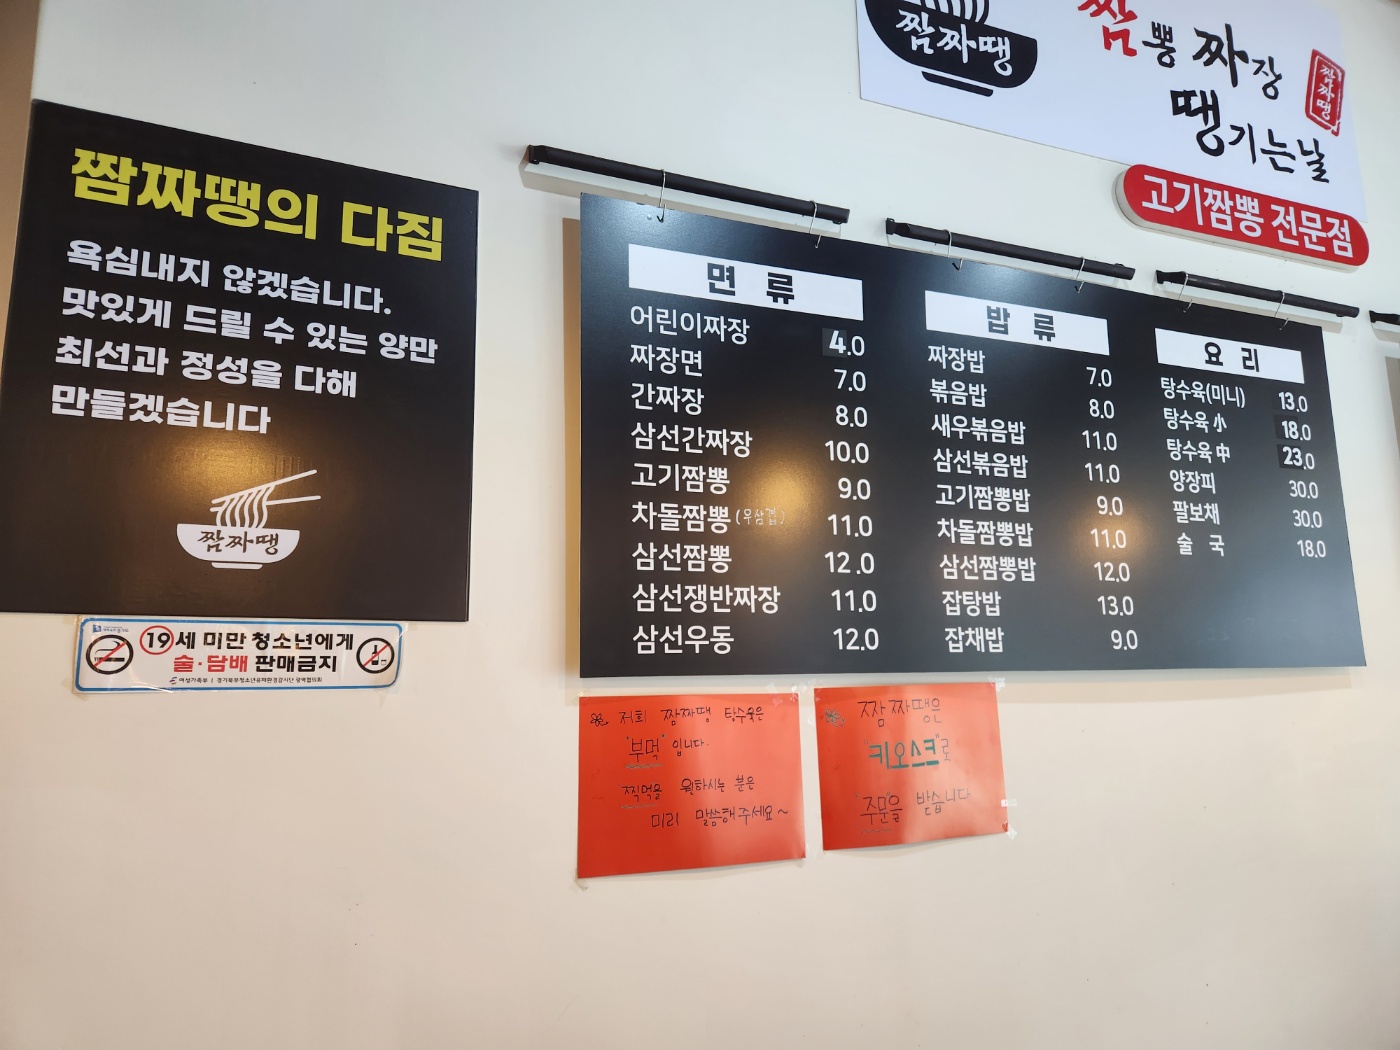 짬짜땡
짬뽕짜장
땡기는날
짬짜땡
고기짬뽕 전문점
짬짜땡의 다짐
욕심내지 않겠습니다.
맛있게 드릴 수 있는 양만
최선과 정성을 다해
만들겠습니다
짬짜땡
19세 미만 청소년에게
술·담배 판매금지
여성가족부
면 류
어린이짜장 4.0
짜장면 7.0
간짜장 8.0
삼선간짜장 10.0
고기짬뽕 9.0
차돌짬뽕(우삼겹) 11.0
삼선짬뽕 12.0
삼선쟁반짜장 11.0
삼선우동 12.0
밥 류
짜장밥 7.0
볶음밥 8.0
새우볶음밥 11.0
삼선볶음밥 11.0
고기짬뽕밥 9.0
차돌짬뽕밥 11.0
삼선짬뽕밥 12.0
잡탕밥 13.0
잡채밥 9.0
요 리
탕수육(미니) 13.0
탕수육 小 18.0
탕수육 中 23.0
양장피 30.0
팔보채 30.0
술 국 18.0
※ 저희 짬짜땡 탕수육은
"부먹" 입니다.
찍먹을 원하시는 분은
미리 말씀해주세요~
※ 짬짜땡은
"키오스크"로
"주문"을 받습니다